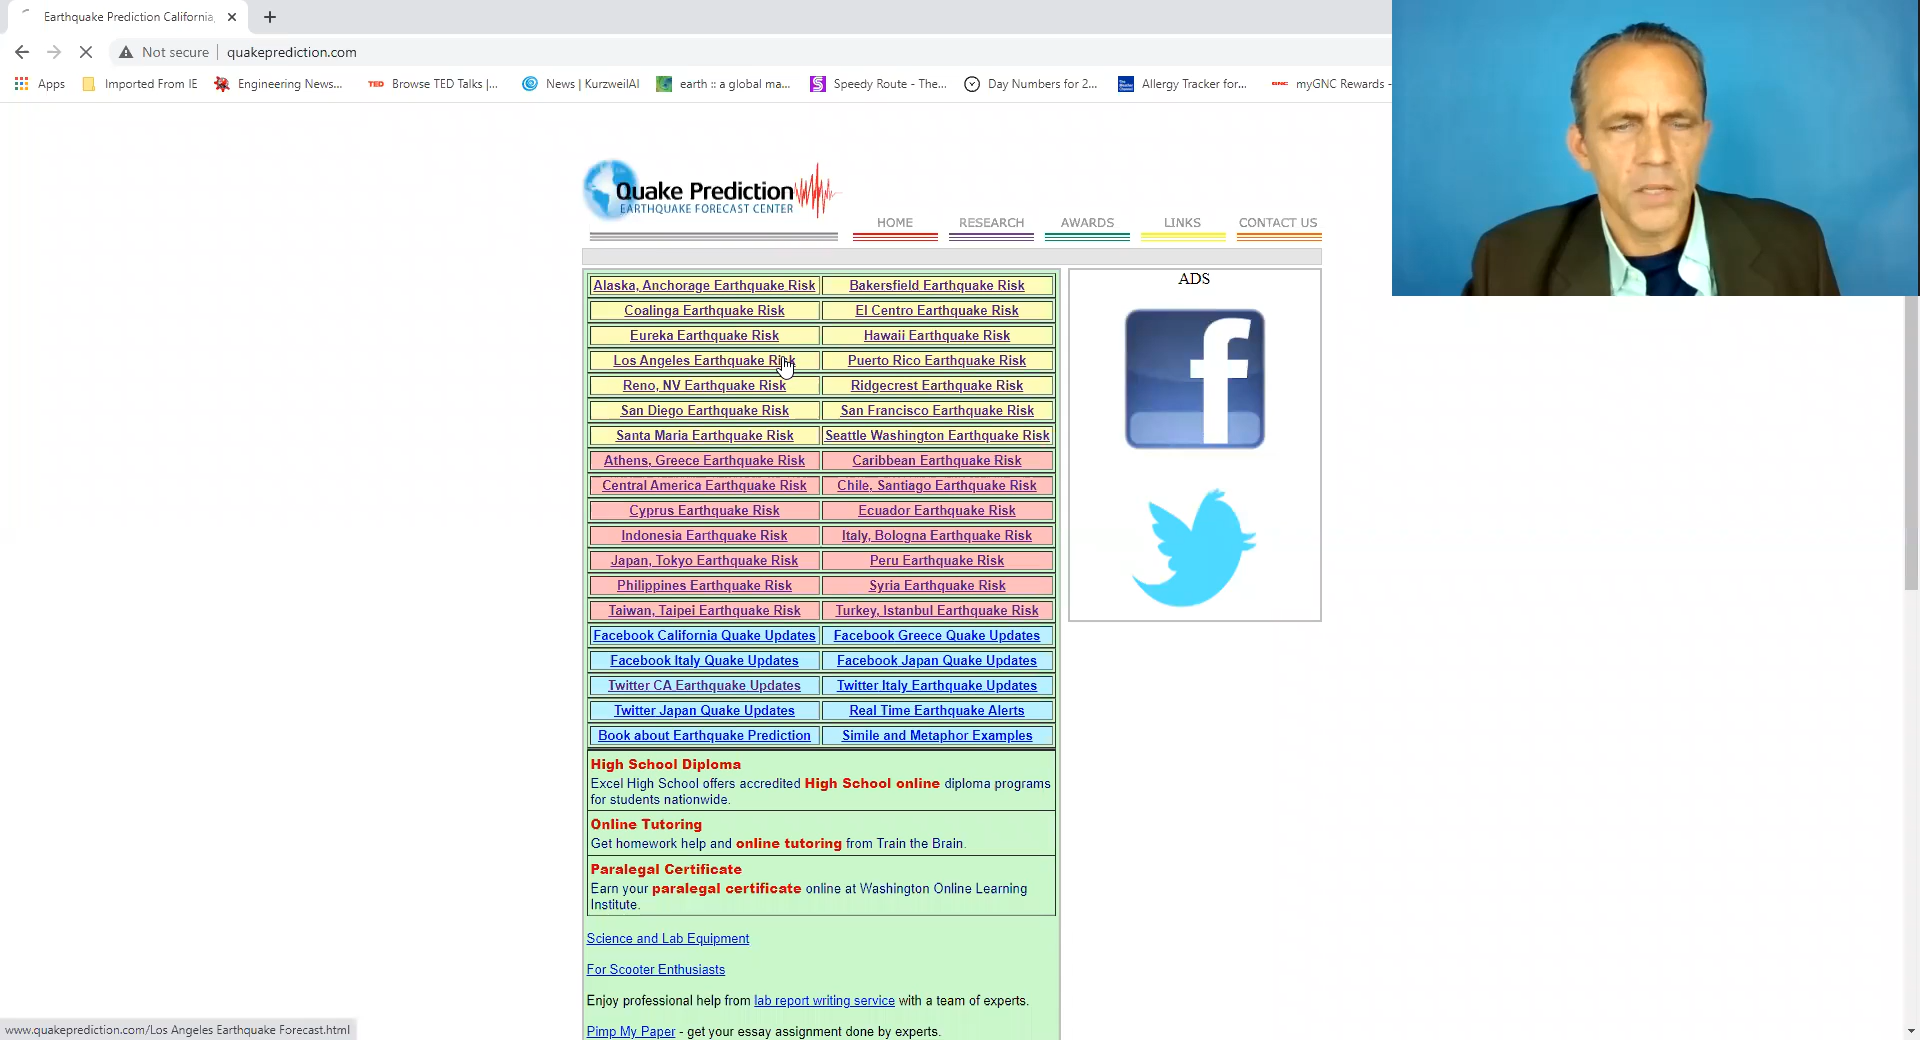 Earthquake Prediction California,
Not secure
quakeprediction.com
Apps
Imported From IE
Engineering News...
TED
Browse TED Talks |...
News | KurzweilAI
earth :: a global ma...
Speedy Route - The...
Day Numbers for 2...
Allergy Tracker for...
GNC
myGNC Rewards -
Quake Prediction
EARTHQUAKE FORECAST CENTER
HOME
RESEARCH
AWARDS
LINKS
CONTACT US
Alaska, Anchorage Earthquake Risk
Bakersfield Earthquake Risk
Coalinga Earthquake Risk
El Centro Earthquake Risk
Eureka Earthquake Risk
Hawaii Earthquake Risk
Los Angeles Earthquake Risk
Puerto Rico Earthquake Risk
Reno, NV Earthquake Risk
Ridgecrest Earthquake Risk
San Diego Earthquake Risk
San Francisco Earthquake Risk
Santa Maria Earthquake Risk
Seattle Washington Earthquake Risk
Athens, Greece Earthquake Risk
Caribbean Earthquake Risk
Central America Earthquake Risk
Chile, Santiago Earthquake Risk
Cyprus Earthquake Risk
Ecuador Earthquake Risk
Indonesia Earthquake Risk
Italy, Bologna Earthquake Risk
Japan, Tokyo Earthquake Risk
Peru Earthquake Risk
Philippines Earthquake Risk
Syria Earthquake Risk
Taiwan, Taipei Earthquake Risk
Turkey, Istanbul Earthquake Risk
Facebook California Quake Updates
Facebook Greece Quake Updates
Facebook Italy Quake Updates
Facebook Japan Quake Updates
Twitter CA Earthquake Updates
Twitter Italy Earthquake Updates
Twitter Japan Quake Updates
Real Time Earthquake Alerts
Book about Earthquake Prediction
Simile and Metaphor Examples
High School Diploma
Excel High School offers accredited High School online diploma programs
for students nationwide.
Online Tutoring
Get homework help and online tutoring from Train the Brain.
Paralegal Certificate
Earn your paralegal certificate online at Washington Online Learning
Institute.
Science and Lab Equipment
For Scooter Enthusiasts
Enjoy professional help from lab report writing service with a team of experts.
Pimp My Paper - get your essay assignment done by experts.
ADS
f
www.quakeprediction.com/Los Angeles Earthquake Forecast.html